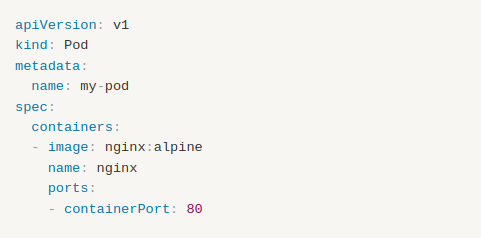 apiVersion: v1
kind: Pod
metadata:
  name: my-pod
spec:
  containers:
  - image: nginx:alpine
    name: nginx
    ports:
    - containerPort: 80